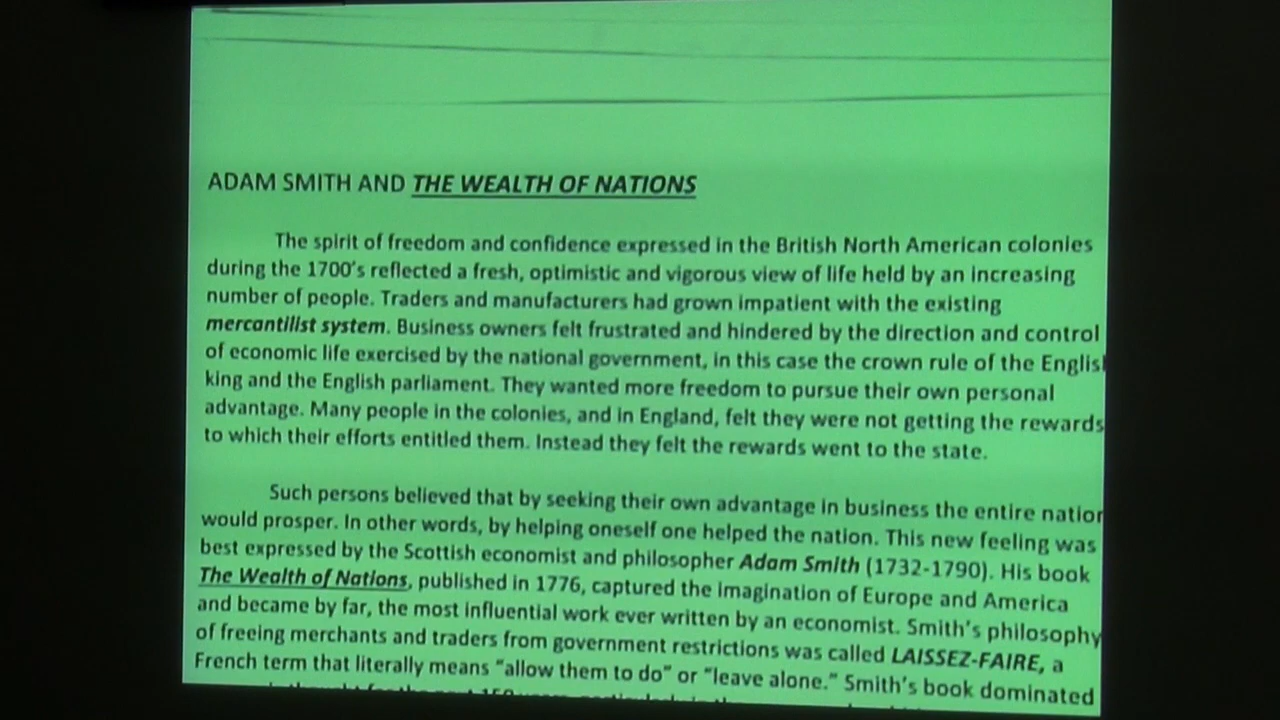 ADAM SMITH AND THE WEALTH OF NATIONS
The spirit of freedom and confidence expressed in the British North American colonies
during the 1700's reflected a fresh, optimistic and vigorous view of life held by an increasing
number of people. Traders and manufacturers had grown impatient with the existing
mercantilist system. Business owners felt frustrated and hindered by the direction and control
of economic life exercised by the national government, in this case the crown rule of the English
king and the English parliament. They wanted more freedom to pursue their own personal
advantage. Many people in the colonies, and in England, felt they were not getting the rewards
to which their efforts entitled them. Instead they felt the rewards went to the state.
Such persons believed that by seeking their own advantage in business the entire nation
would prosper. In other words, by helping oneself one helped the nation. This new feeling was
best expressed by the Scottish economist and philosopher Adam Smith (1732-1790). His book
The Wealth of Nations, published in 1776, captured the imagination of Europe and America
and became by far, the most influential work ever written by an economist. Smith's philosophy
of freeing merchants and traders from government restrictions was called LAISSEZ-FAIRE, a
French term that literally means "allow them to do" or "leave alone." Smith's book dominated